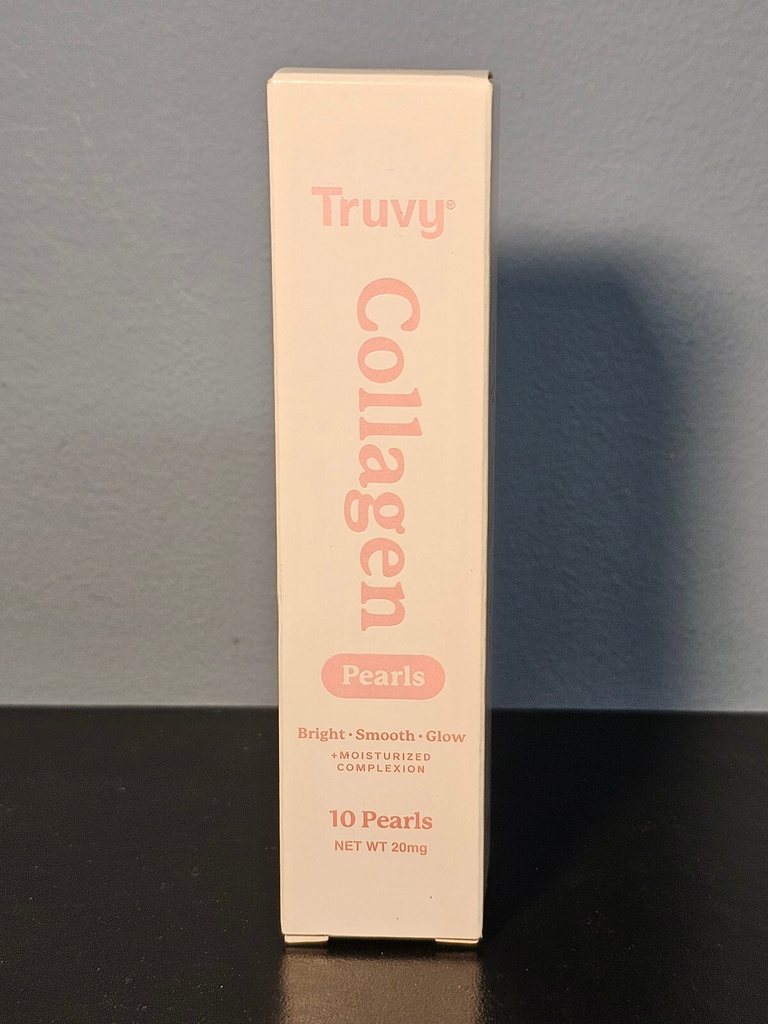 Truvy®
Collagen
Pearls
Bright • Smooth • Glow
+MOISTURIZED
COMPLEXION
10 Pearls
NET WT 20mg